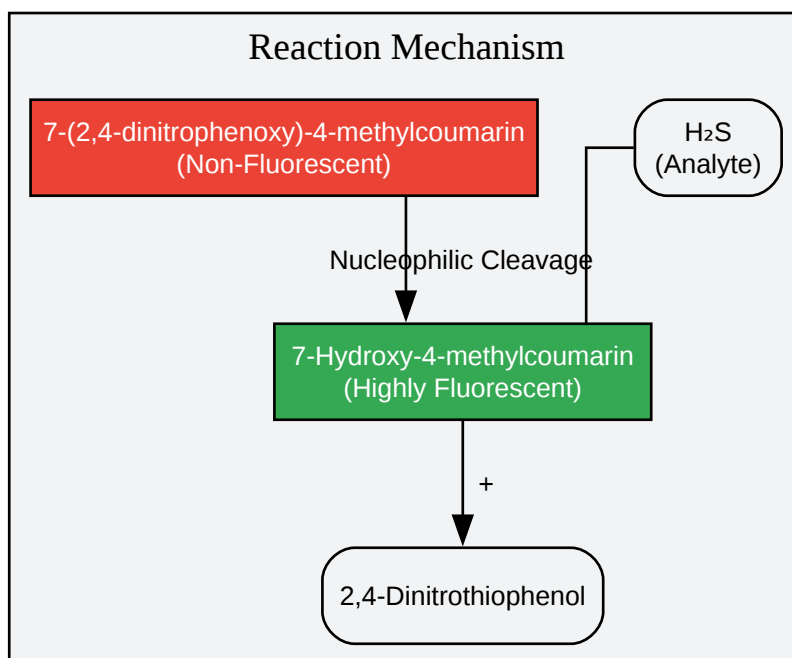 Reaction Mechanism
7-(2,4-dinitrophenoxy)-4-methylcoumarin
(Non-Fluorescent)
H₂S
(Analyte)
Nucleophilic Cleavage
7-Hydroxy-4-methylcoumarin
(Highly Fluorescent)
+
2,4-Dinitrothiophenol